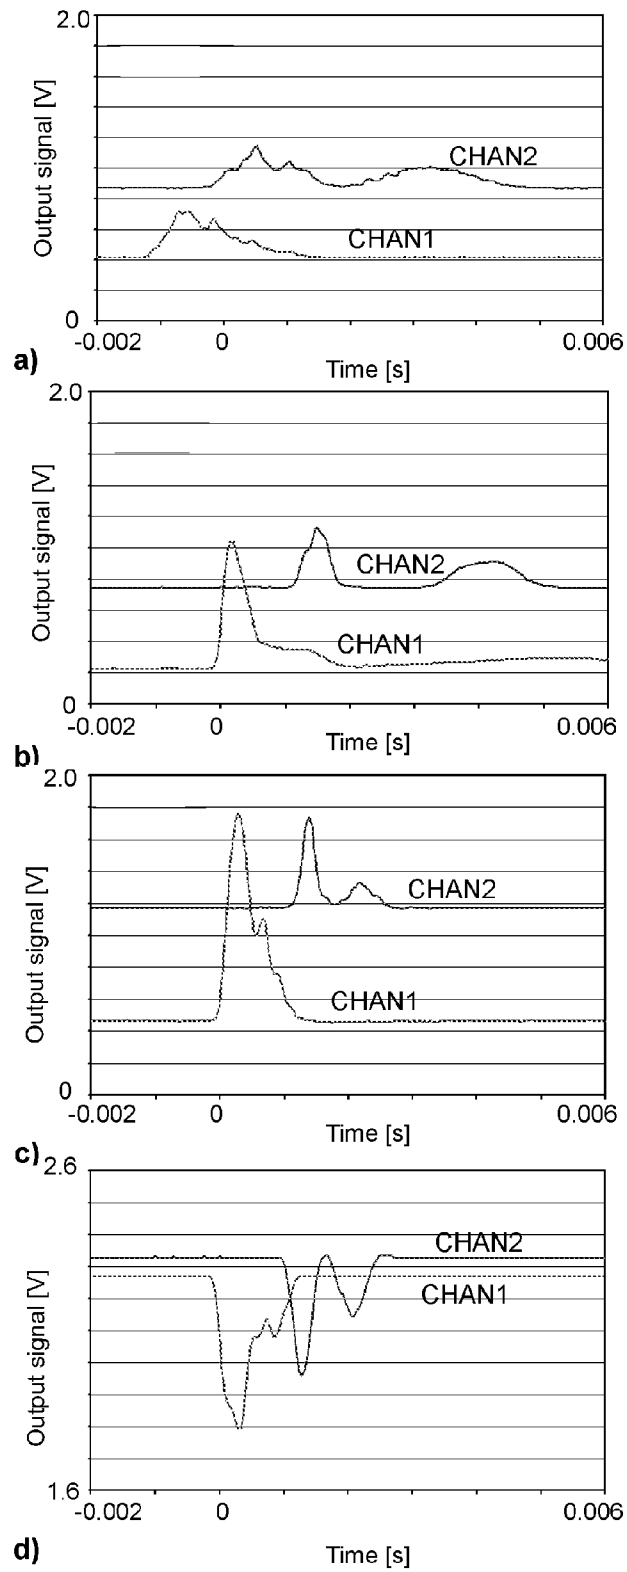 2.0
Output signal [V]
CHAN2
CHAN1
0
-0.002 0 0.006
Time [s]
a)
2.0
Output signal [V]
CHAN2
CHAN1
0
-0.002 0 0.006
Time [s]
b)
2.0
Output signal [V]
CHAN2
CHAN1
0
-0.002 0 0.006
Time [s]
c)
2.6
Output signal [V]
CHAN2
CHAN1
1.6
-0.002 0 0.006
Time [s]
d)